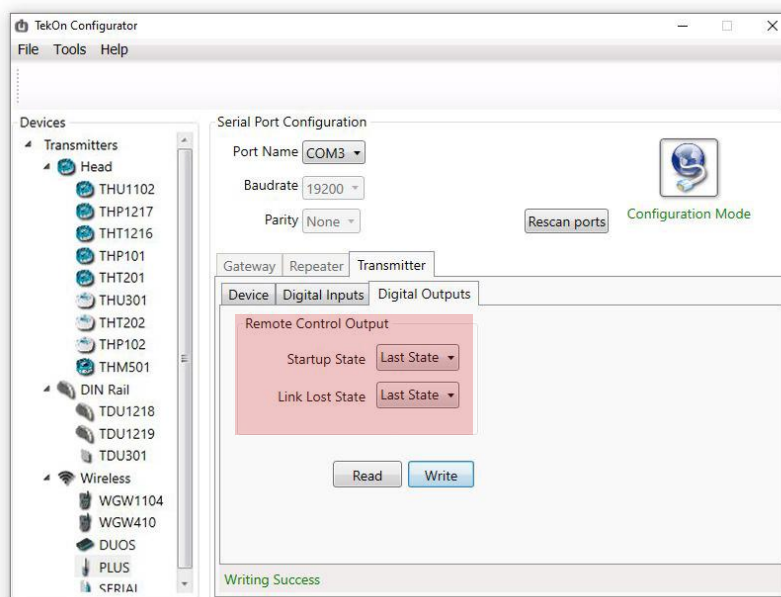 TekOn Configurator
File Tools Help
Devices
Transmitters
Head
THU1102
THP1217
THT1216
THP101
THT201
THU301
THT202
THP102
THM501
DIN Rail
TDU1218
TDU1219
TDU301
Wireless
WGW1104
WGW410
DUOS
PLUS
SERIAL
Serial Port Configuration
Port Name COM3
Baudrate 19200
Parity None
Rescan ports
Configuration Mode
Gateway Repeater Transmitter
Device Digital Inputs Digital Outputs
Remote Control Output
Startup State Last State
Link Lost State Last State
Read Write
Writing Success